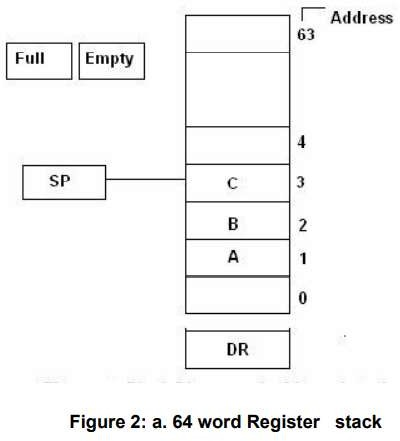 Address
63
Full Empty
4
SP C 3
B 2
A 1
0
DR
Figure 2: a. 64 word Register stack